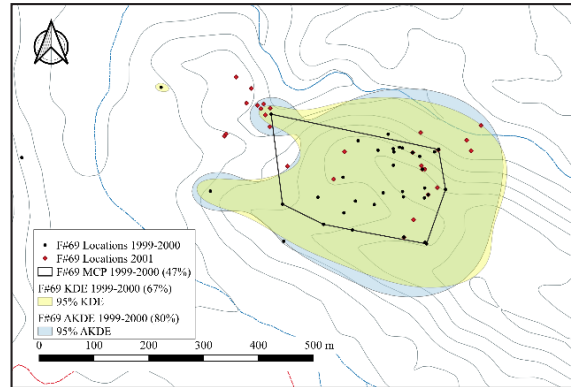 F#69 Locations 1999-2000
F#69 Locations 2001
F#69 MCP 1999-2000 (47%)
F#69 KDE 1999-2000 (67%)
95% KDE
F#69 AKDE 1999-2000 (80%)
95% AKDE
0 100 200 300 400 500 m